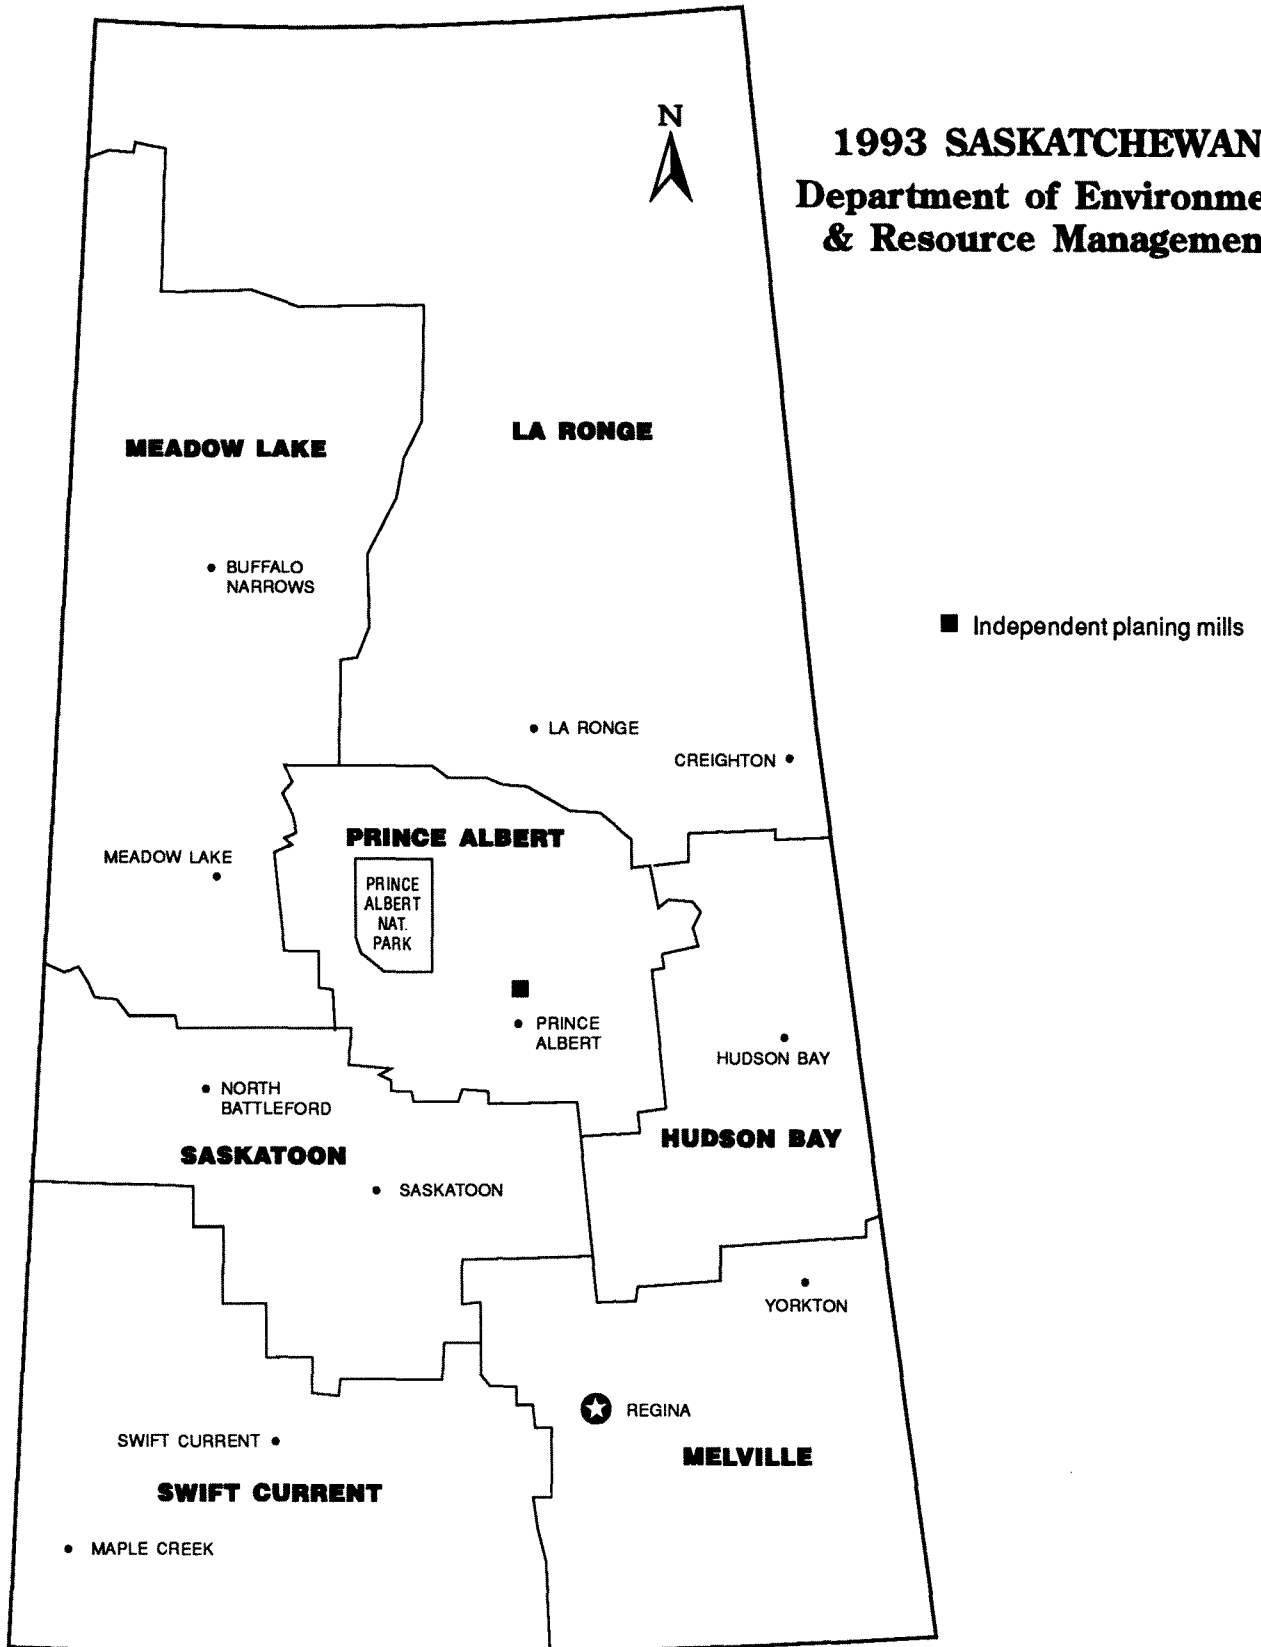 N
1993 SASKATCHEWAN
Department of Environme
& Resource Managemen
LA RONGE
MEADOW LAKE
BUFFALO
NARROWS
Independent planing mills
LA RONGE
CREIGHTON
PRINCE ALBERT
MEADOW LAKE
PRINCE
ALBERT
NAT.
PARK
PRINCE
ALBERT
HUDSON BAY
NORTH
BATTLEFORD
HUDSON BAY
SASKATOON
SASKATOON
YORKTON
REGINA
SWIFT CURRENT
MELVILLE
SWIFT CURRENT
MAPLE CREEK